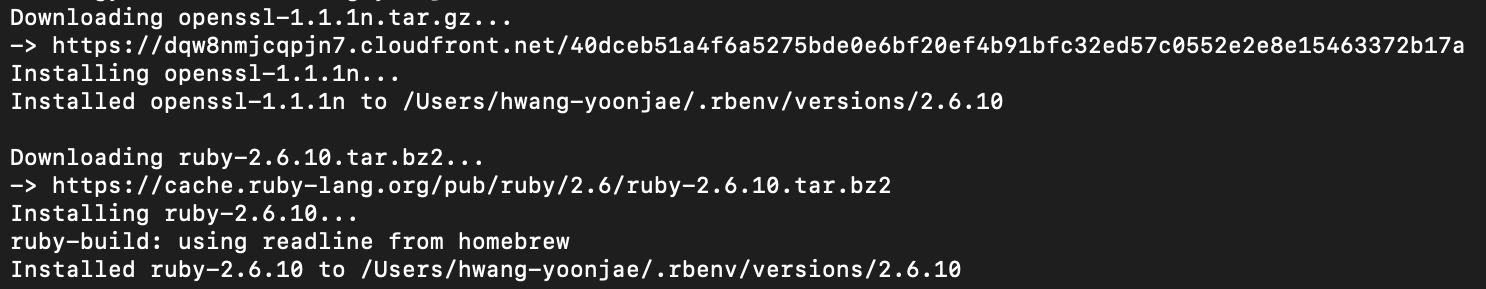 Downloading openssl-1.1.1n.tar.gz...
-> https://dqw8nmjcqpjn7.cloudfront.net/40dceb51a4f6a5275bde0e6bf20ef4b91bfc32ed57c0552e2e8e15463372b17a
Installing openssl-1.1.1n...
Installed openssl-1.1.1n to /Users/hwang-yoonjae/.rbenv/versions/2.6.10
Downloading ruby-2.6.10.tar.bz2...
-> https://cache.ruby-lang.org/pub/ruby/2.6/ruby-2.6.10.tar.bz2
Installing ruby-2.6.10...
ruby-build: using readline from homebrew
Installed ruby-2.6.10 to /Users/hwang-yoonjae/.rbenv/versions/2.6.10